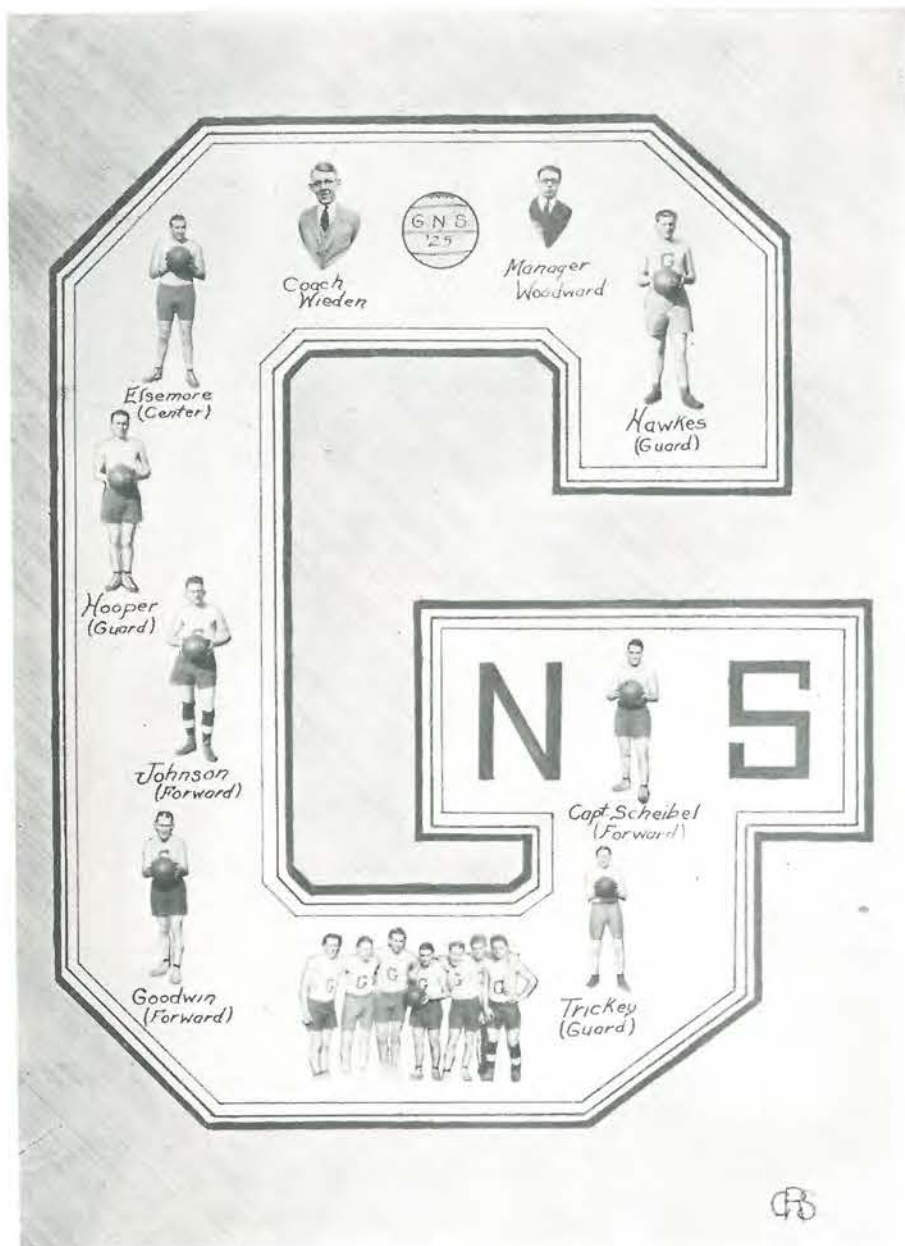 G N S
'25
Coach
Wieden
Manager
Woodward
Elsemore
(Center)
G
Hawkes
(Guard)
Hooper
(Guard)
Johnson
(Forward)
N S
Capt. Scheibel
(Forward)
Goodwin
(Forward)
G G G G G G
Trickey
(Guard)